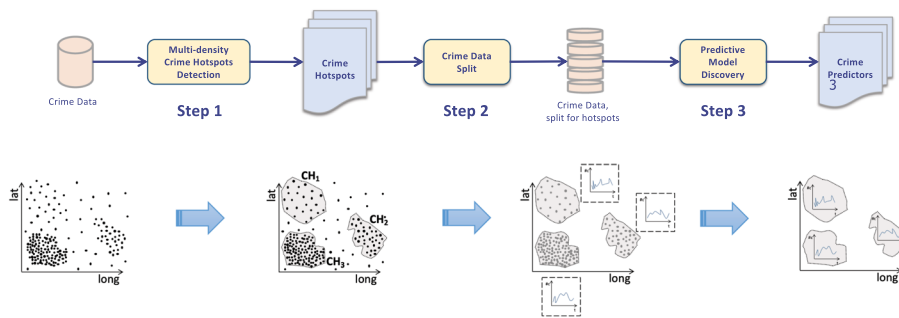 Crime Data
Multi-density
Crime Hotspots
Detection
Step 1
Crime
Hotspots
Crime Data
Split
Step 2
Crime Data,
split for hotspots
Predictive
Model
Discovery
Step 3
Crime
Predictors
3
lat
long
lat
CH1
CH2
CH3
long
lat
long
lat
long